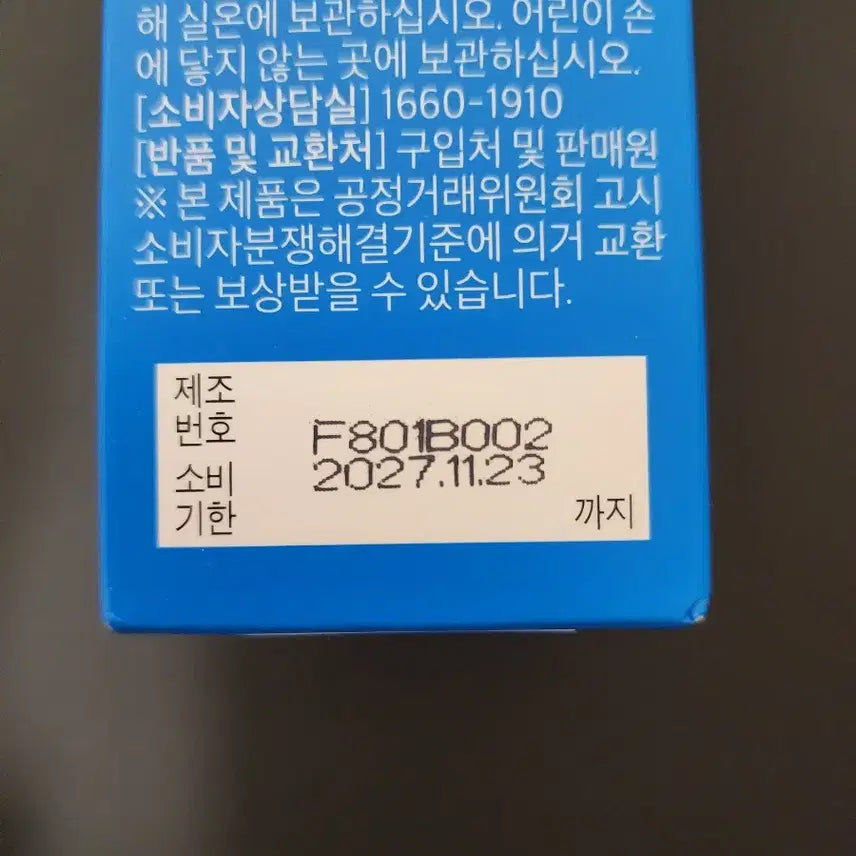 해 실온에 보관하십시오. 어린이 손
에 닿지 않는 곳에 보관하십시오.
[소비자상담실] 1660-1910
[반품 및 교환처] 구입처 및 판매원
※ 본 제품은 공정거래위원회 고시
소비자분쟁해결기준에 의거 교환
또는 보상받을 수 있습니다.
제조
번호 F801B002
소비 2027.11.23
기한 까지